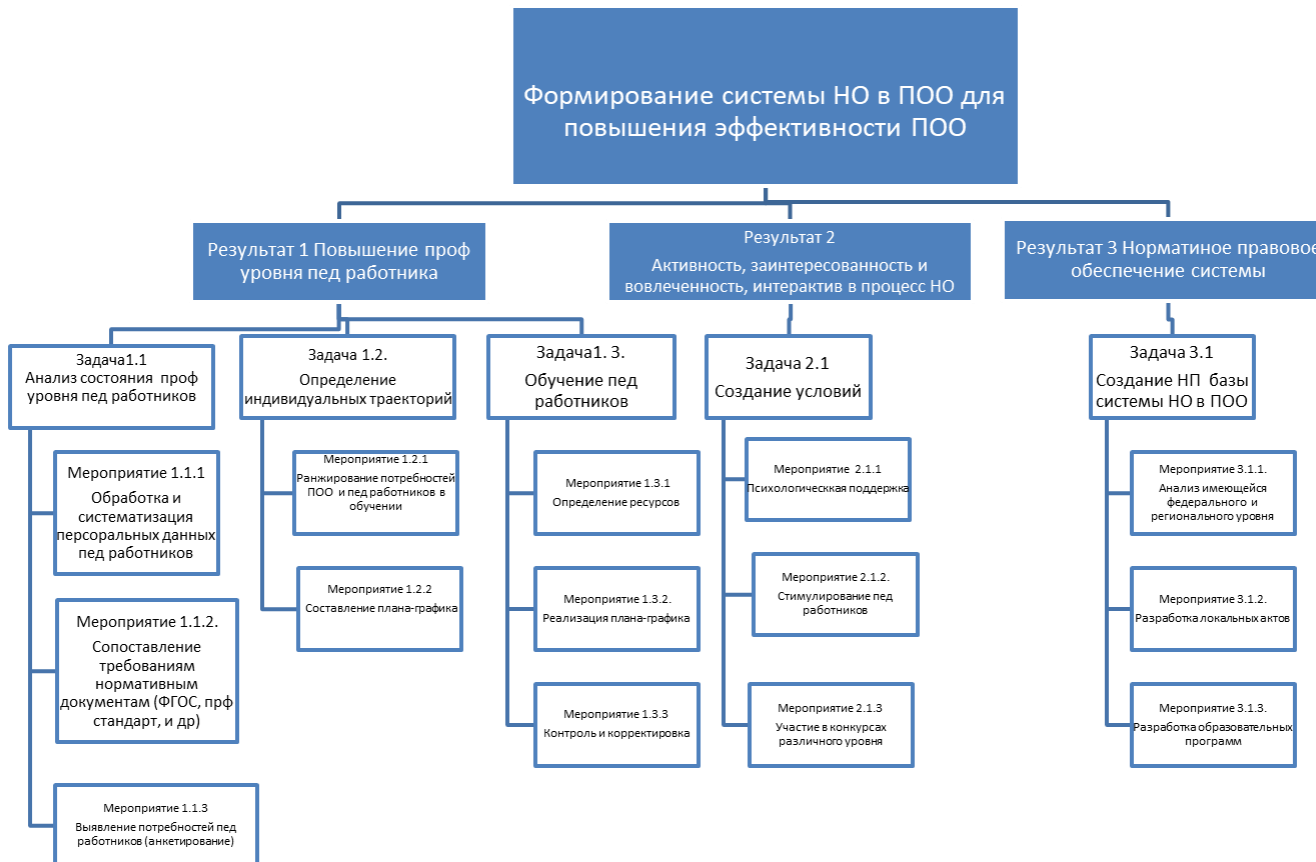 Формирование системы НО в ПОО для
повышения эффективности ПОО
Результат 1 Повышение проф
уровня пед работника
Результат 2
Активность, заинтересованность и
вовлеченность, интерактив в процесс НО
Результат 3 Норматиное правовое
обеспечение системы
Задача1.1
Анализ состояния проф
уровня пед работников
Задача 1.2.
Определение
индивидуальных траекторий
Задача1. 3.
Обучение пед
работников
Задача 2.1
Создание условий
Задача 3.1
Создание НП базы
системы НО в ПОО
Мероприятие 1.1.1
Обработка и
систематизация
персоральных данных
пед работников
Мероприятие 1.1.2.
Сопоставление
требованиям
нормативным
документам (ФГОС, прф
стандарт, и др)
Мероприятие 1.1.3
Выявление потребностей пед
работников (анкетирование)
Мероприятие 1.2.1
Ранжирование потребностей
ПОО и пед работников в
обучении
Мероприятие 1.2.2
Составление плана-графика
Мероприятие 1.3.1
Определение ресурсов
Мероприятие 1.3.2.
Реализация плана-графика
Мероприятие 1.3.3
Контроль и корректировка
Мероприятие 2.1.1
Психологичекская поддержка
Мероприятие 2.1.2.
Стимулирование пед
работников
Мероприятие 2.1.3
Участие в конкурсах
различного уровня
Мероприятие 3.1.1.
Анализ имеющейся
федерального и
регионального уровня
Мероприятие 3.1.2.
Разработка локальных актов
Мероприятие 3.1.3.
Разработка образовательных
программ